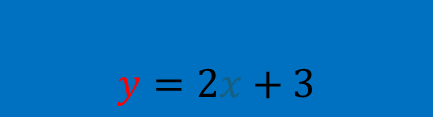 y = 2x + 3